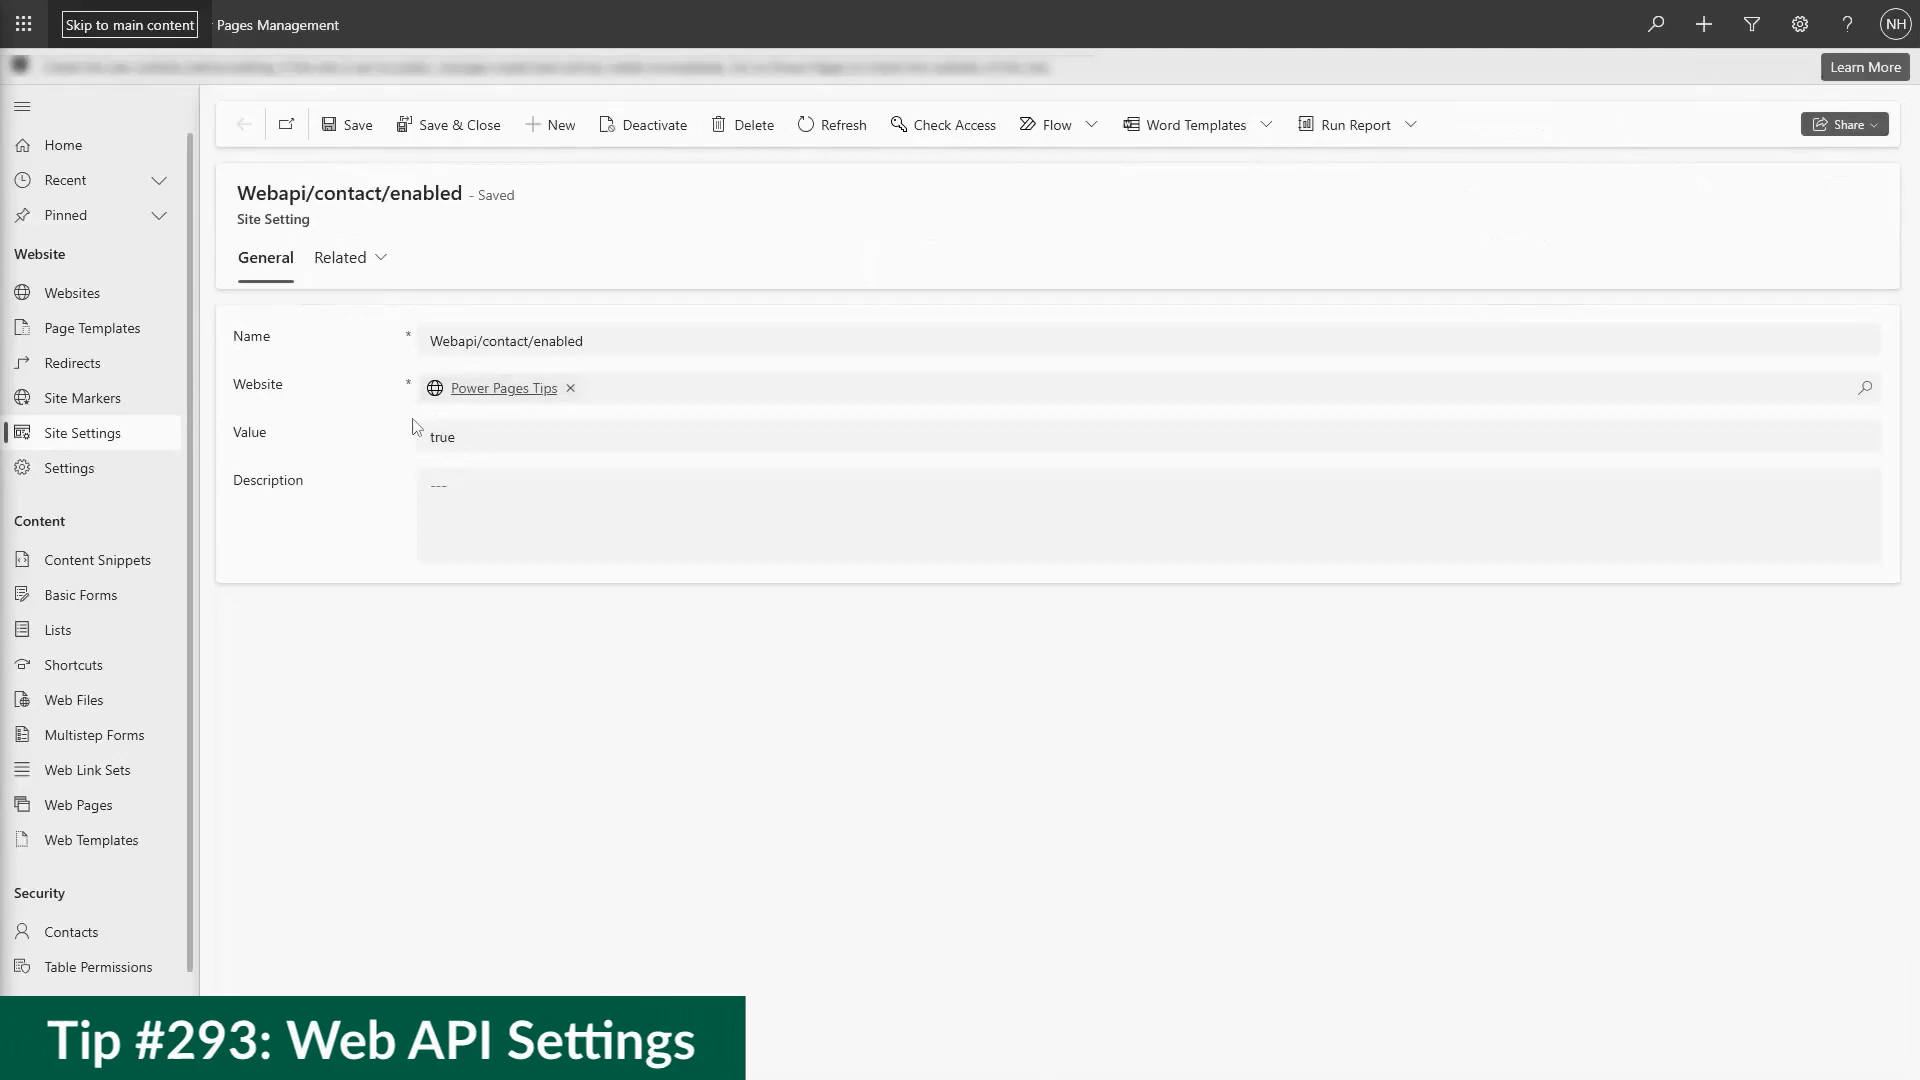 Skip to main content
Pages Management
NH
Learn More
Save
Save & Close
New
Deactivate
Delete
Refresh
Check Access
Flow
Word Templates
Run Report
Share
Home
Recent
Pinned
Website
Websites
Page Templates
Redirects
Site Markers
Site Settings
Settings
Content
Content Snippets
Basic Forms
Lists
Shortcuts
Web Files
Multistep Forms
Web Link Sets
Web Pages
Web Templates
Security
Contacts
Table Permissions
Webapi/contact/enabled - Saved
Site Setting
General
Related
Name * Webapi/contact/enabled
Website * Power Pages Tips
Value true
Description ---
Tip #293: Web API Settings